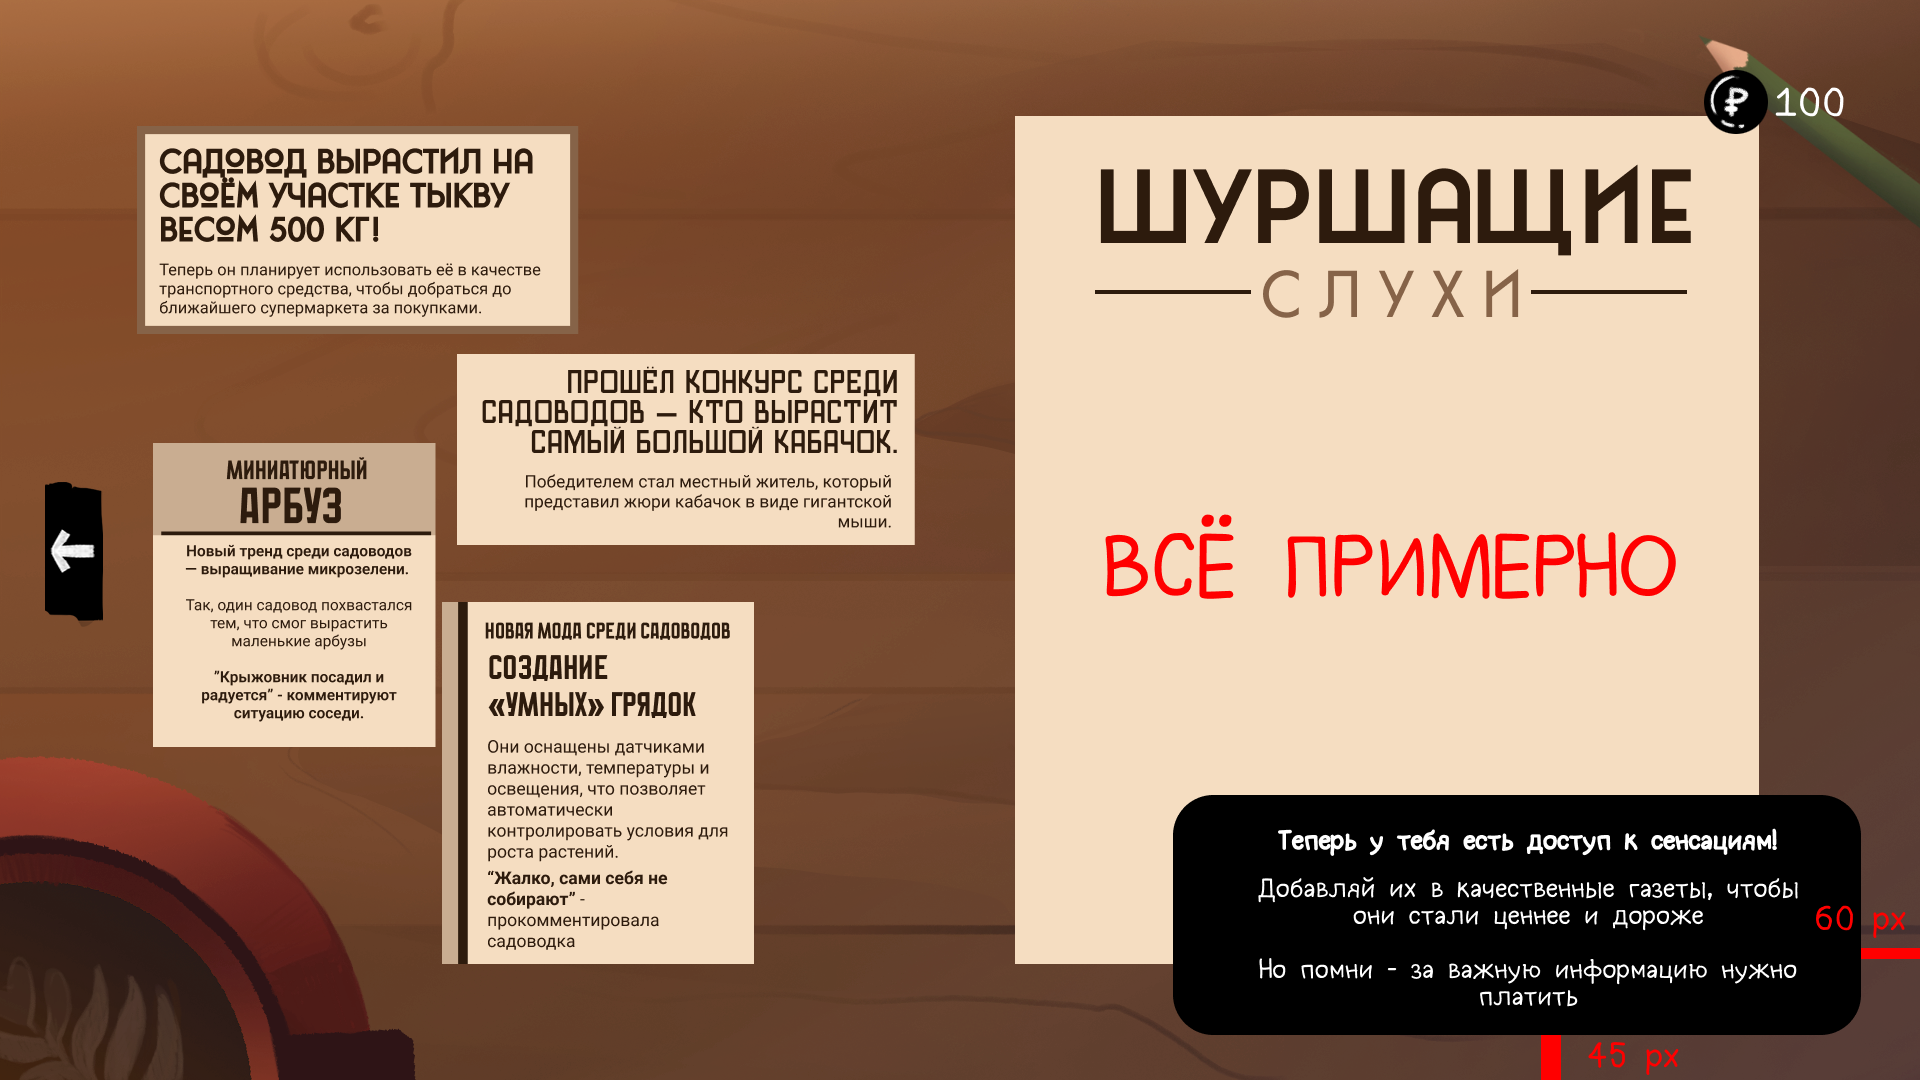 100
САДОВОД ВЫРАСТИЛ НА
СВОЁМ УЧАСТКЕ ТЫКВУ
ВЕСОМ 500 КГ!
Теперь он планирует использовать её в качестве
транспортного средства, чтобы добраться до
ближайшего супермаркета за покупками.
ПРОШЁЛ КОНКУРС СРЕДИ
САДОВОДОВ — КТО ВЫРАСТИТ
САМЫЙ БОЛЬШОЙ КАБАЧОК.
Победителем стал местный житель, который
представил жюри кабачок в виде гигантской
мыши.
МИНИАТЮРНЫЙ
АРБУЗ
Новый тренд среди садоводов
— выращивание микрозелени.
Так, один садовод похвастался
тем, что смог вырастить
маленькие арбузы
"Крыжовник посадил и
радуется" - комментируют
ситуацию соседи.
НОВАЯ МОДА СРЕДИ САДОВОДОВ
СОЗДАНИЕ
«УМНЫХ» ГРЯДОК
Они оснащены датчиками
влажности, температуры и
освещения, что позволяет
автоматически
контролировать условия для
роста растений.
“Жалко, сами себя не
собирают” -
прокомментировала
садоводка
ШУРШАЩИЕ
СЛУХИ
ВСЁ ПРИМЕРНО
Теперь у тебя есть доступ к сенсациям!
Добавляй их в качественные газеты, чтобы
они стали ценнее и дороже
Но помни - за важную информацию нужно
платить
60 px
45 px